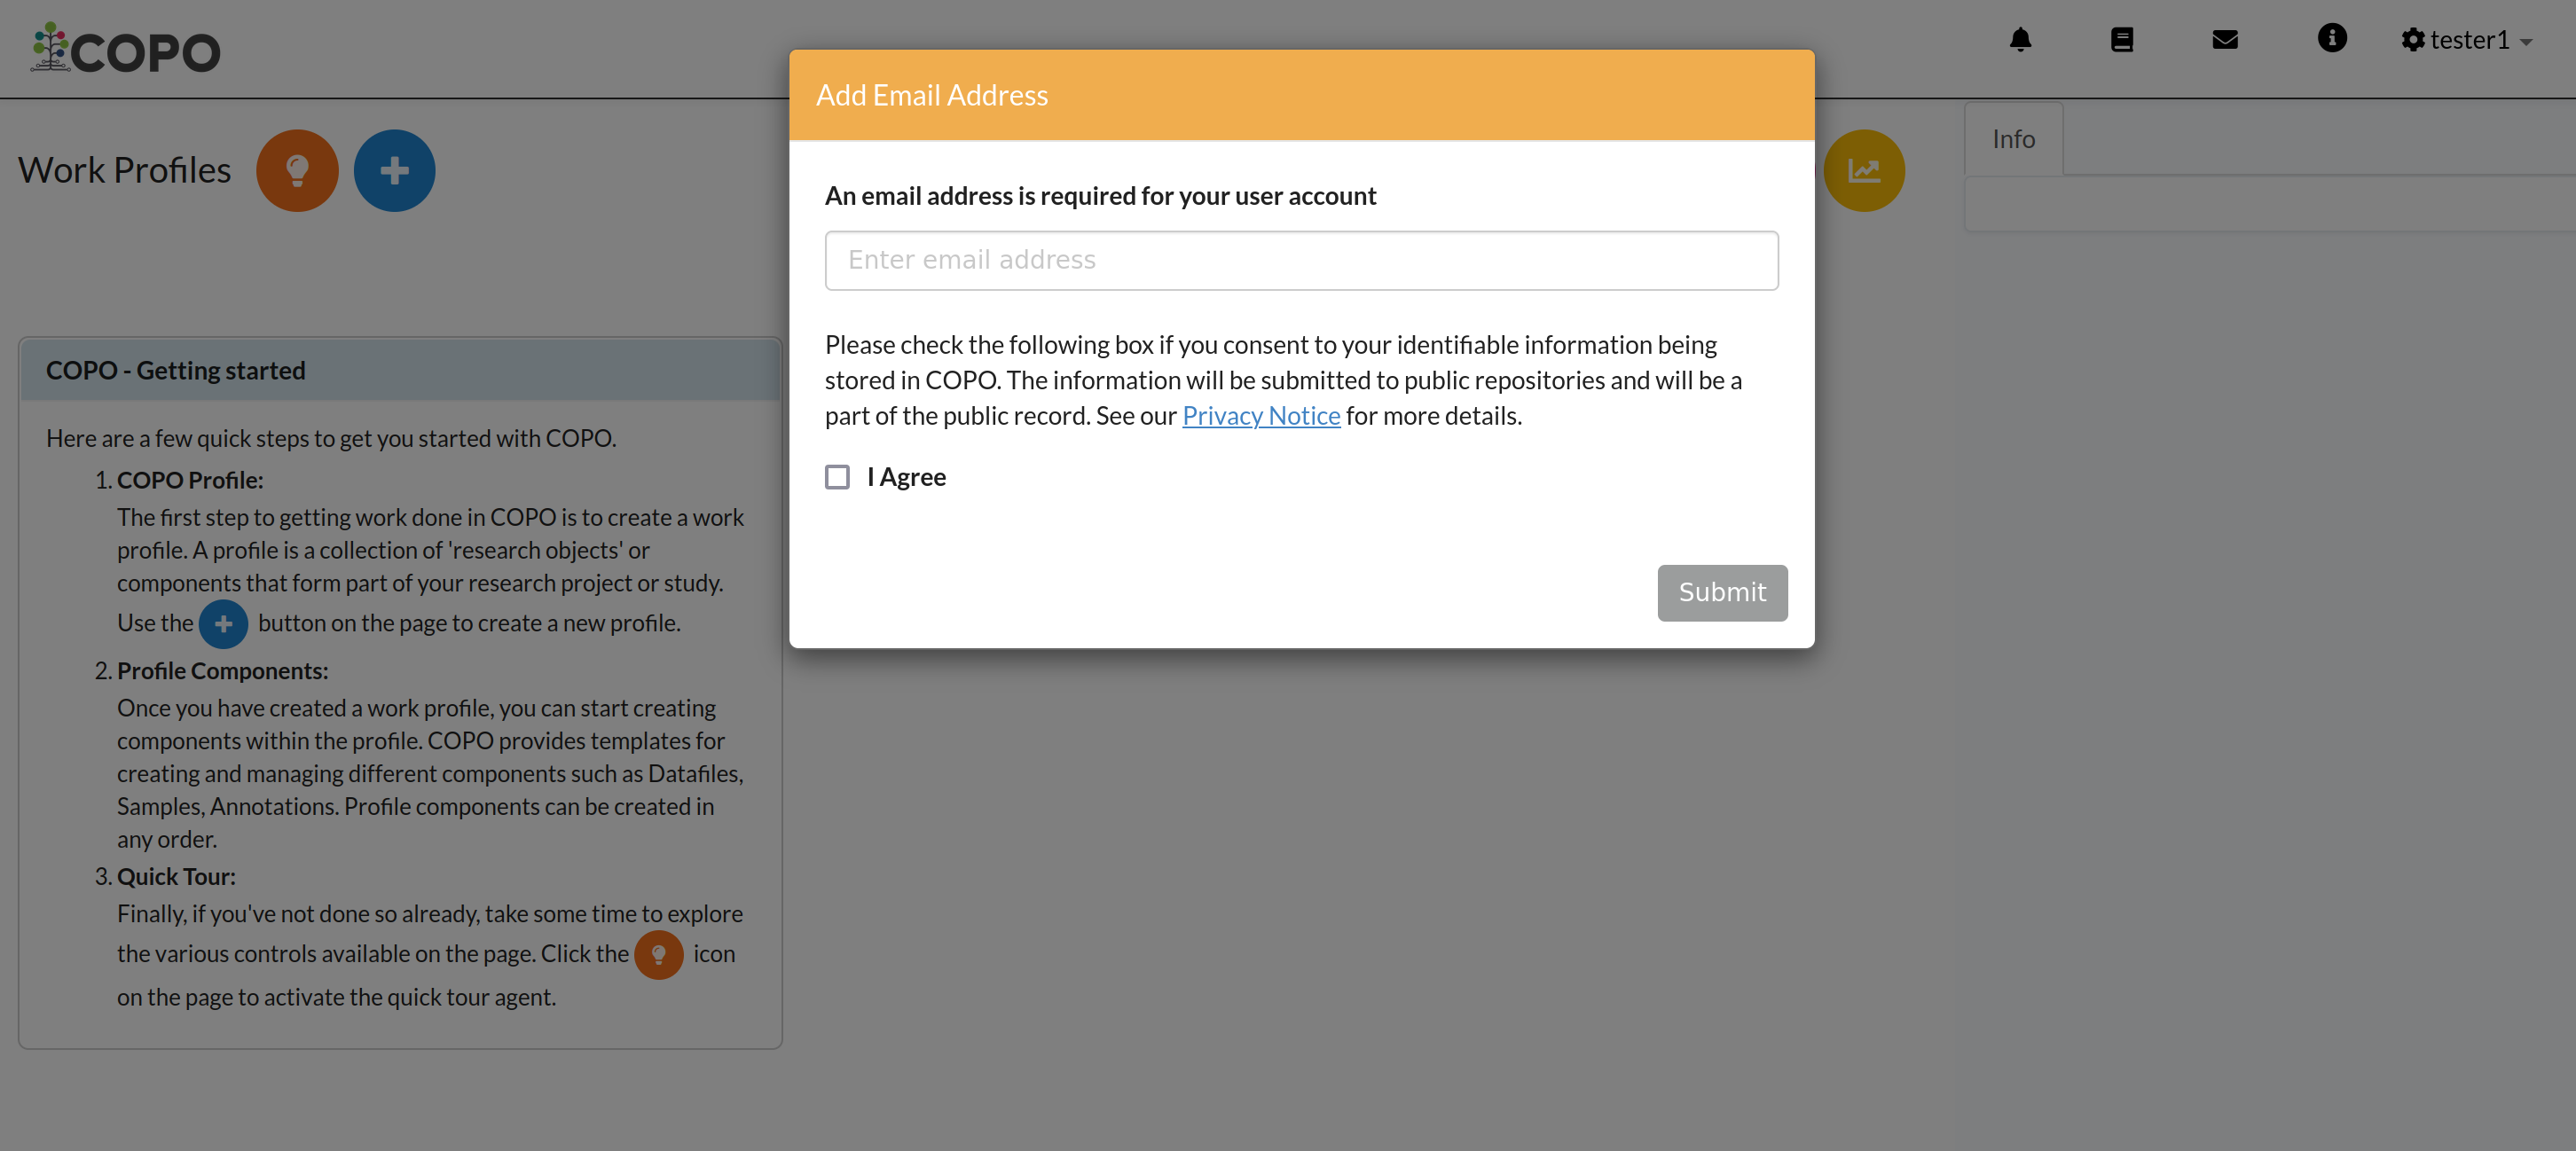 COPO
tester1
Add Email Address
An email address is required for your user account
Enter email address
Please check the following box if you consent to your identifiable information being
stored in COPO. The information will be submitted to public repositories and will be a
part of the public record. See our Privacy Notice for more details.
I Agree
Submit
Work Profiles
Info
COPO - Getting started
Here are a few quick steps to get you started with COPO.
1. COPO Profile:
The first step to getting work done in COPO is to create a work
profile. A profile is a collection of 'research objects' or
components that form part of your research project or study.
Use the button on the page to create a new profile.
2. Profile Components:
Once you have created a work profile, you can start creating
components within the profile. COPO provides templates for
creating and managing different components such as Datafiles,
Samples, Annotations. Profile components can be created in
any order.
3. Quick Tour:
Finally, if you've not done so already, take some time to explore
the various controls available on the page. Click the icon
on the page to activate the quick tour agent.